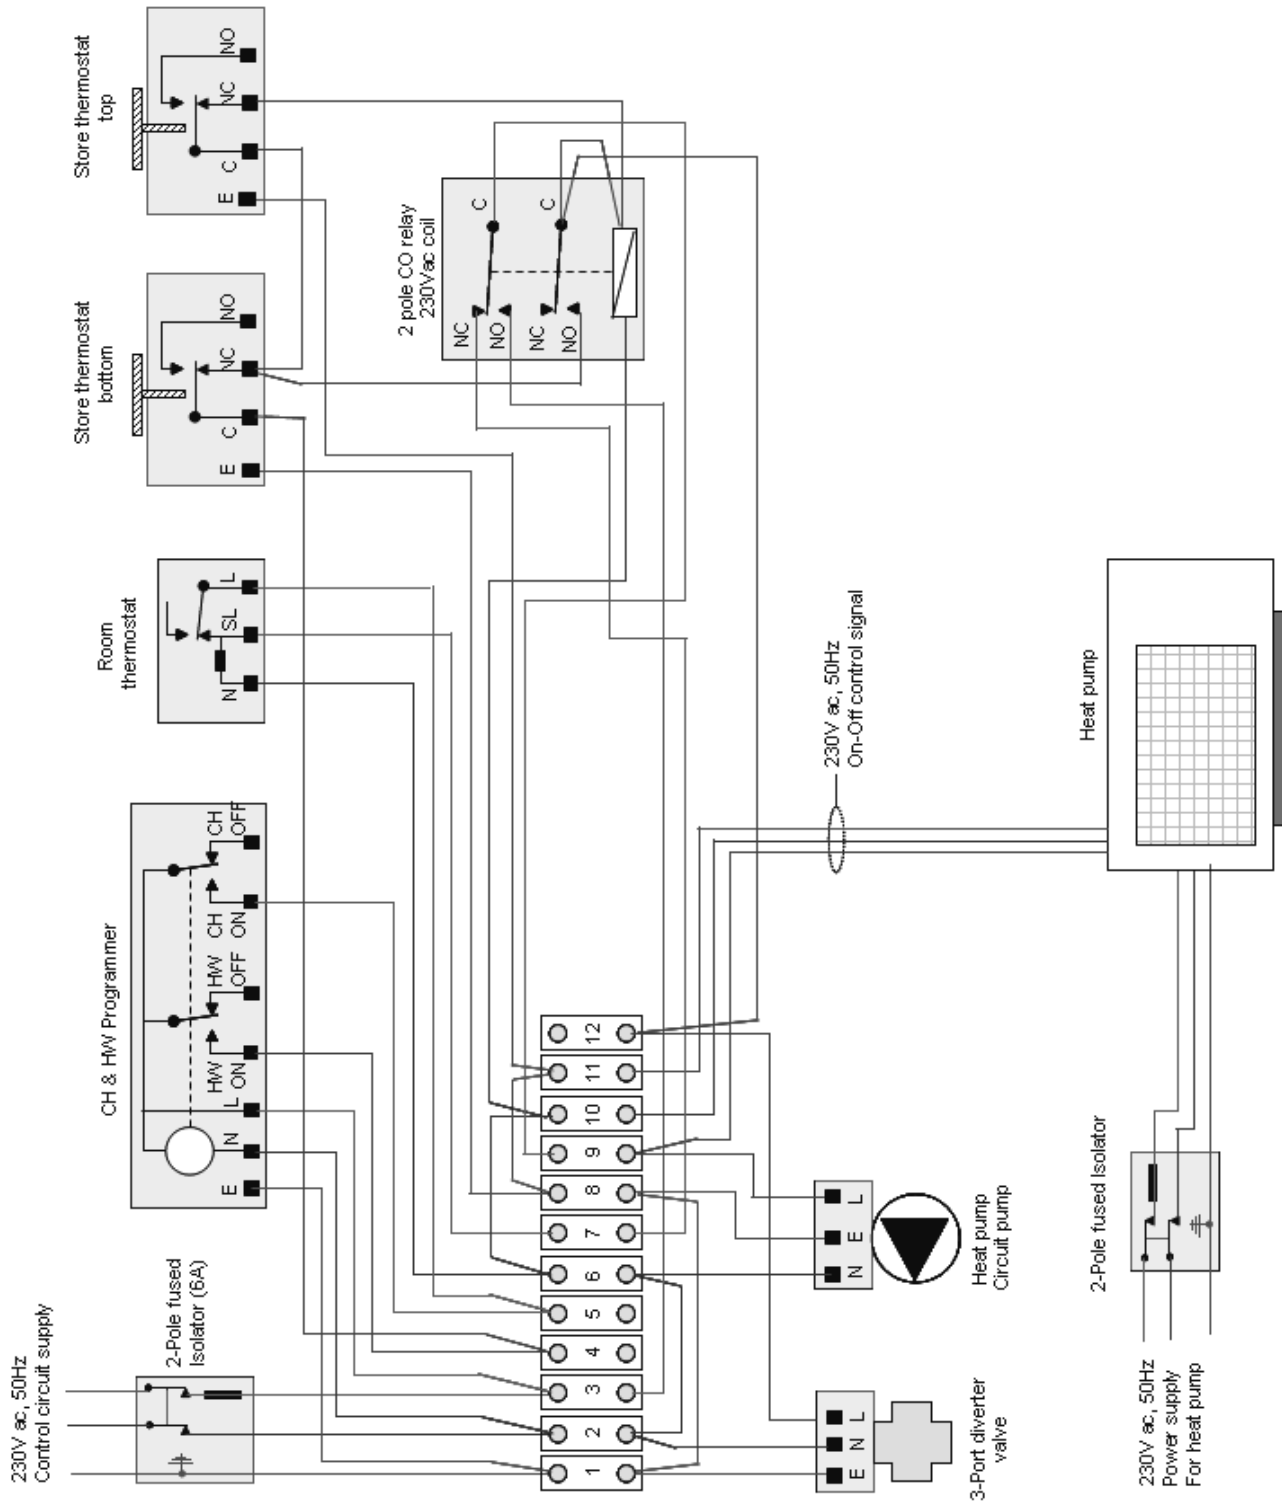 230V ac, 50Hz
Control circuit supply
2-Pole fused
Isolator (6A)
CH & HW Programmer
E
N
L
HW
ON
HW
OFF
CH
ON
CH
OFF
Room
thermostat
N
SL
L
Store thermostat
bottom
E
C
NC
NO
Store thermostat
top
E
C
NC
NO
2 pole CO relay
230Vac coil
NC
NO
NC
NO
C
C
1
2
3
4
5
6
7
8
9
10
11
12
E
N
L
3-Port diverter
valve
N
E
L
Heat pump
Circuit pump
230V ac, 50Hz
On-Off control signal
2-Pole fused Isolator
230V ac, 50Hz
Power supply
For heat pump
Heat pump